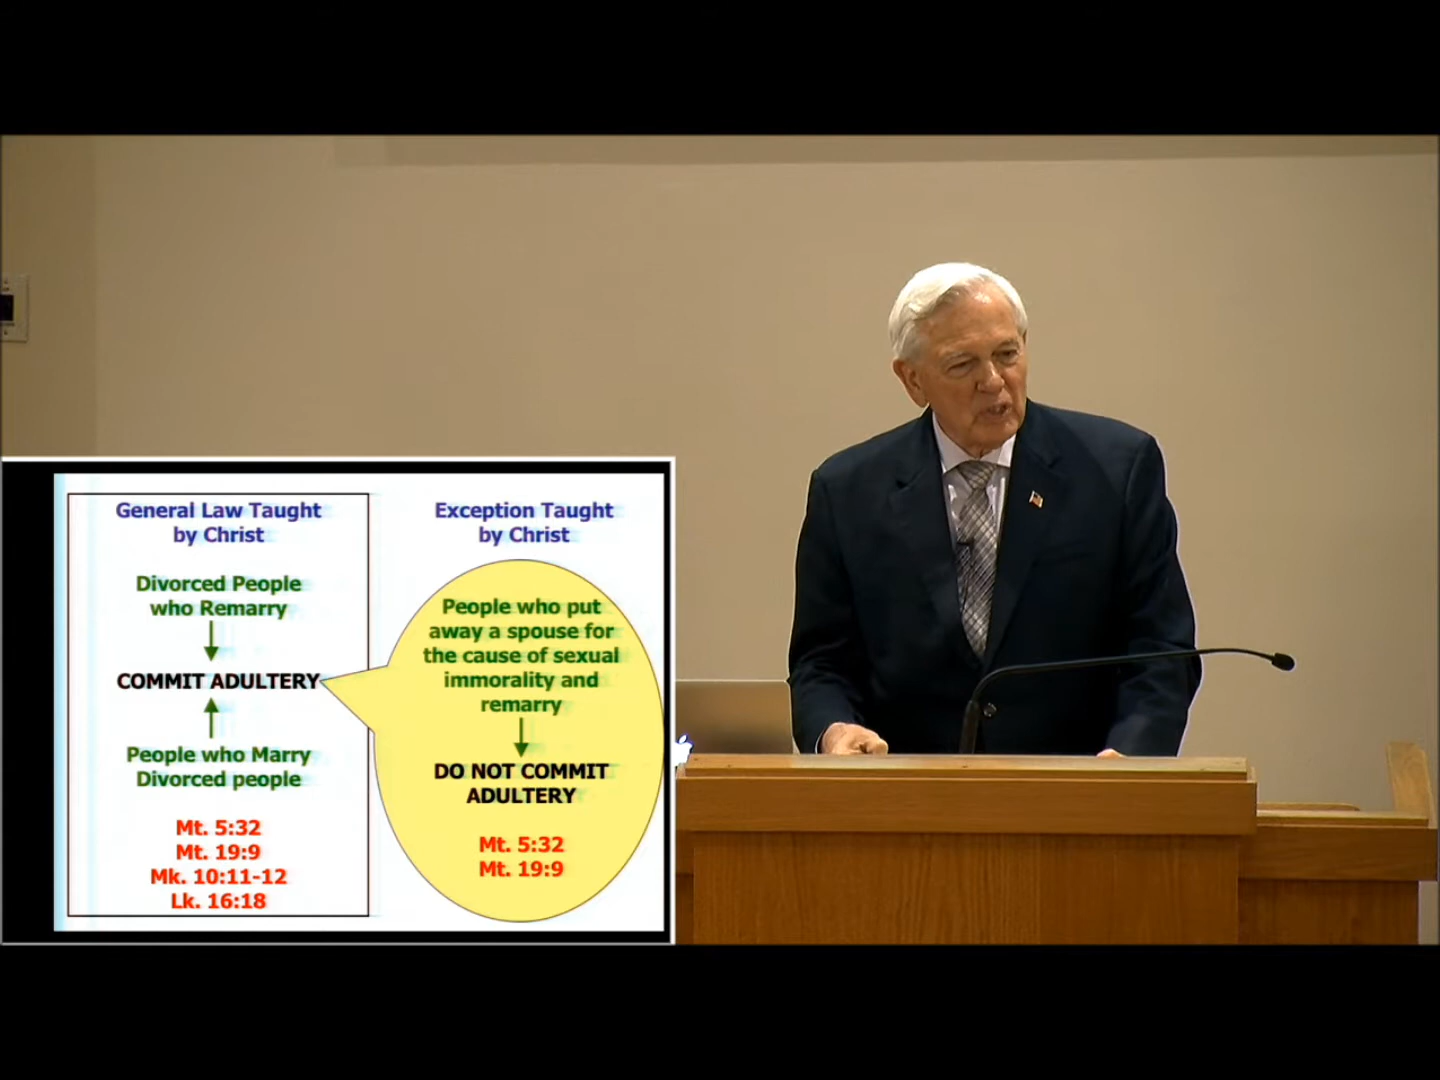 General Law Taught
by Christ
Divorced People
who Remarry
COMMIT ADULTERY
People who Marry
Divorced people
Mt. 5:32
Mt. 19:9
Mk. 10:11-12
Lk. 16:18
Exception Taught
by Christ
People who put
away a spouse for
the cause of sexual
immorality and
remarry
DO NOT COMMIT
ADULTERY
Mt. 5:32
Mt. 19:9